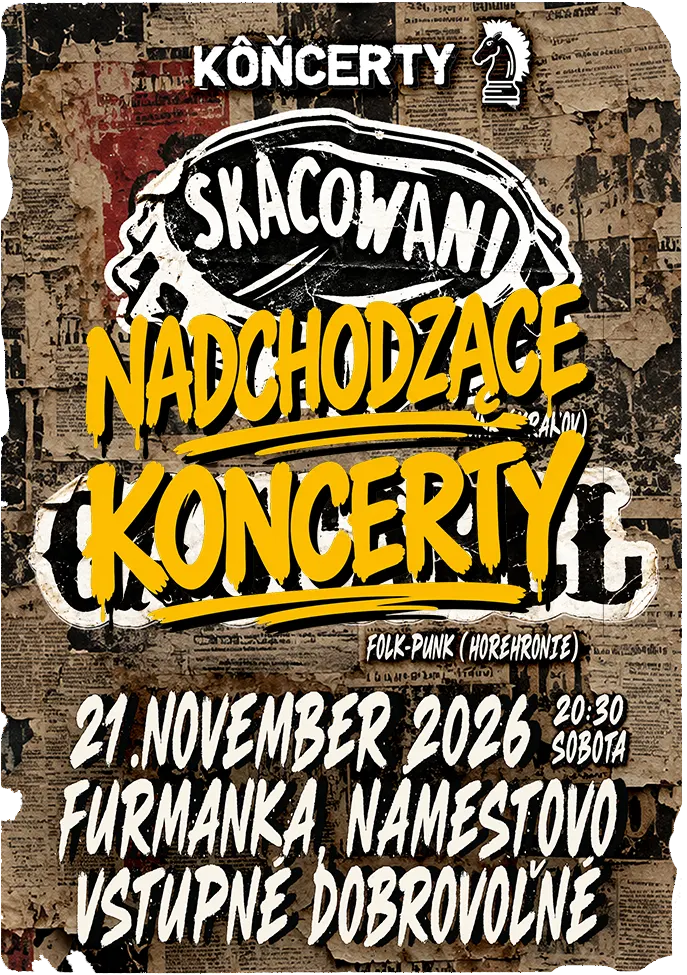 KÔŇCERTY
SKACOWANI
NADCHODZĄCE
KONCERTY
FOLK-PUNK (HOREHRONIE)
21. NOVEMBER 2026
20:30
SOBOTA
FURMANKA, NAMESTOVO
VSTUPNÉ DOBROVOĽNÉ